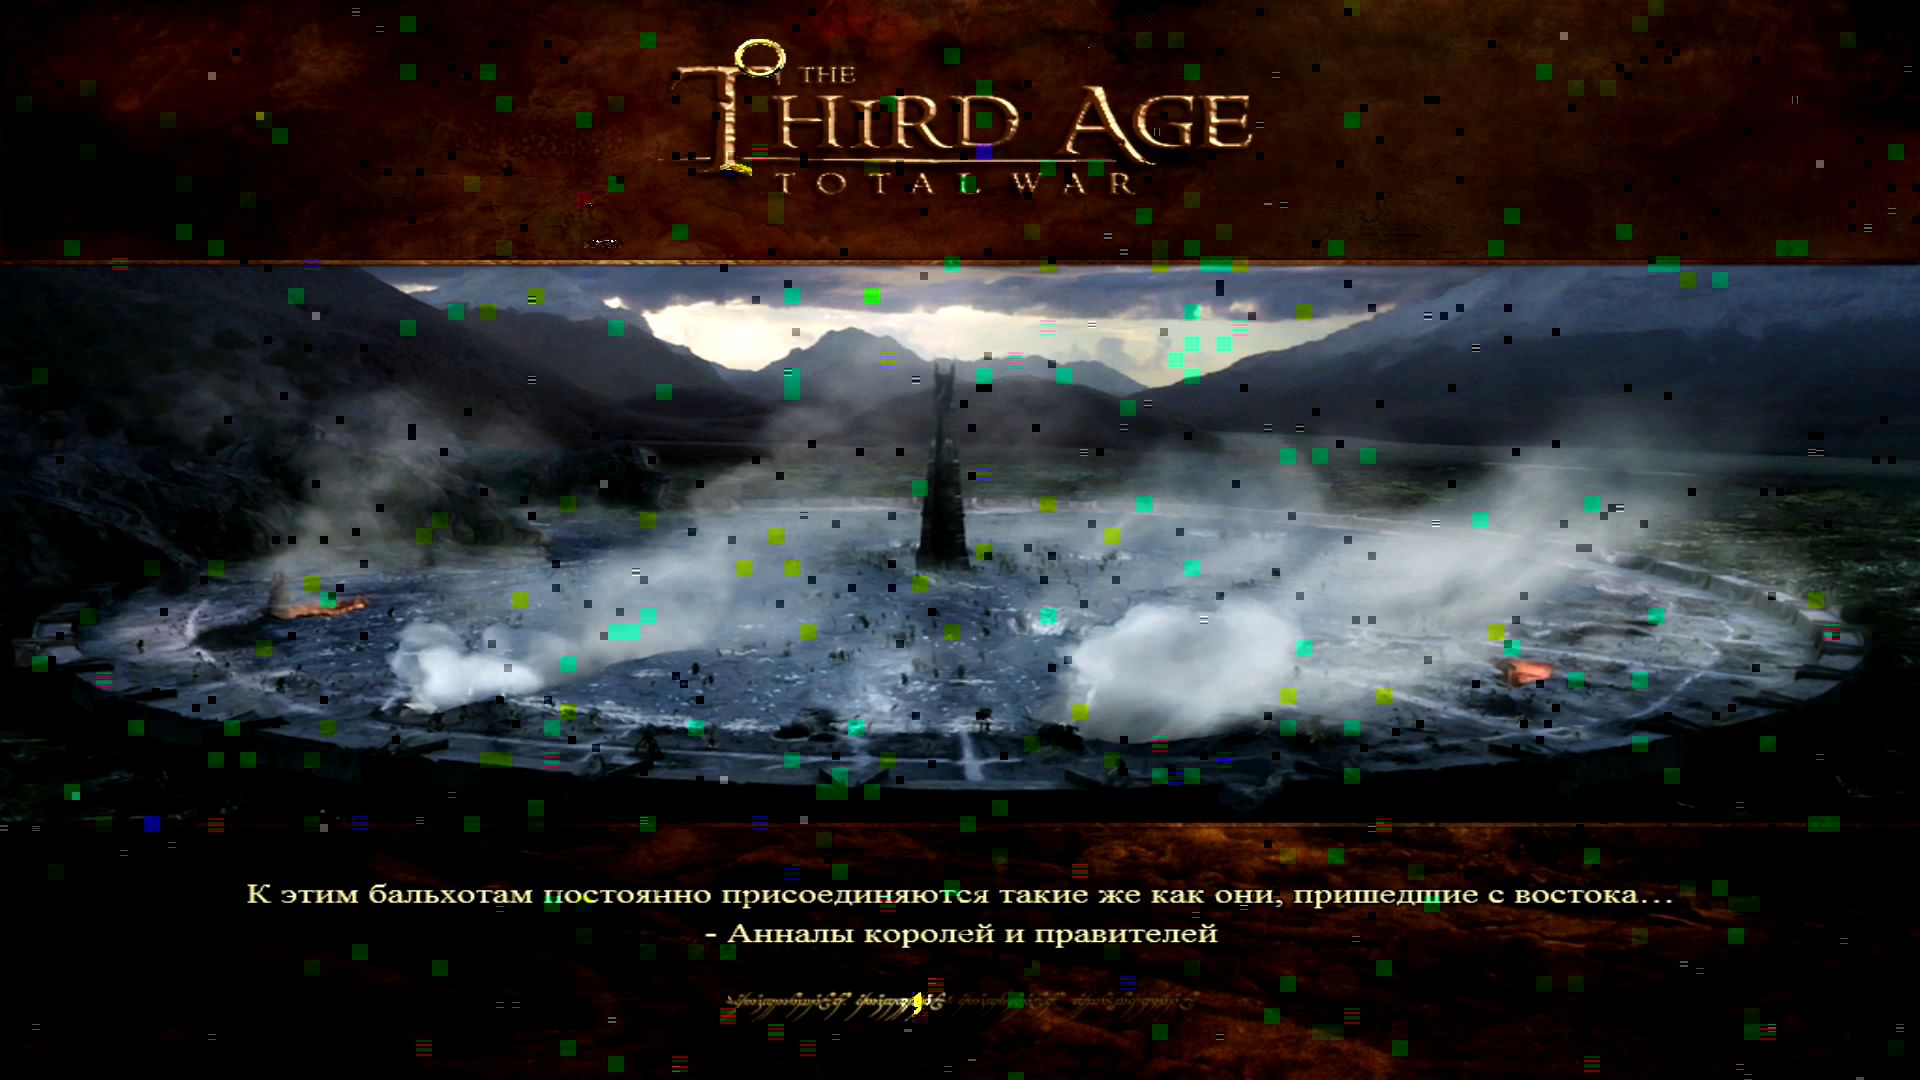 THE
THIRD AGE
TOTAL WAR
К этим бальхотам постоянно присоединяются такие же как они, пришедшие с востока...
- Анналы королей и правителей